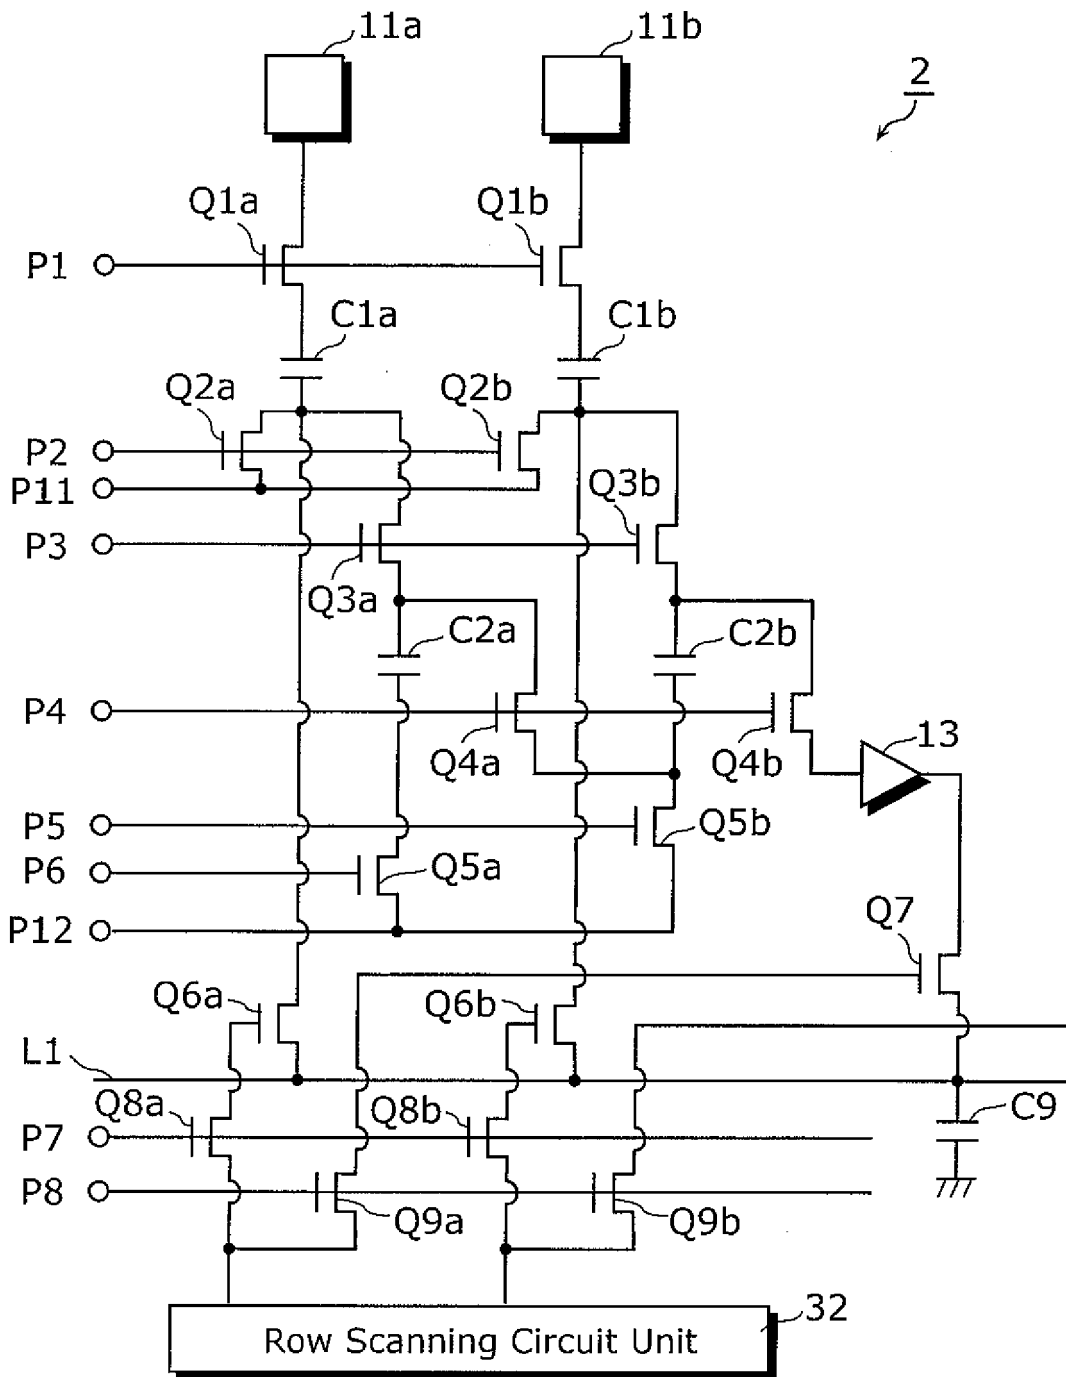 11a
11b
2
Q1a
Q1b
P1
C1a
C1b
Q2a
Q2b
P2
P11
Q3b
P3
Q3a
C2a
C2b
P4
Q4a
Q4b
13
P5
Q5b
P6
Q5a
P12
Q7
Q6a
Q6b
L1
Q8a
Q8b
C9
P7
P8
Q9a
Q9b
32
Row Scanning Circuit Unit